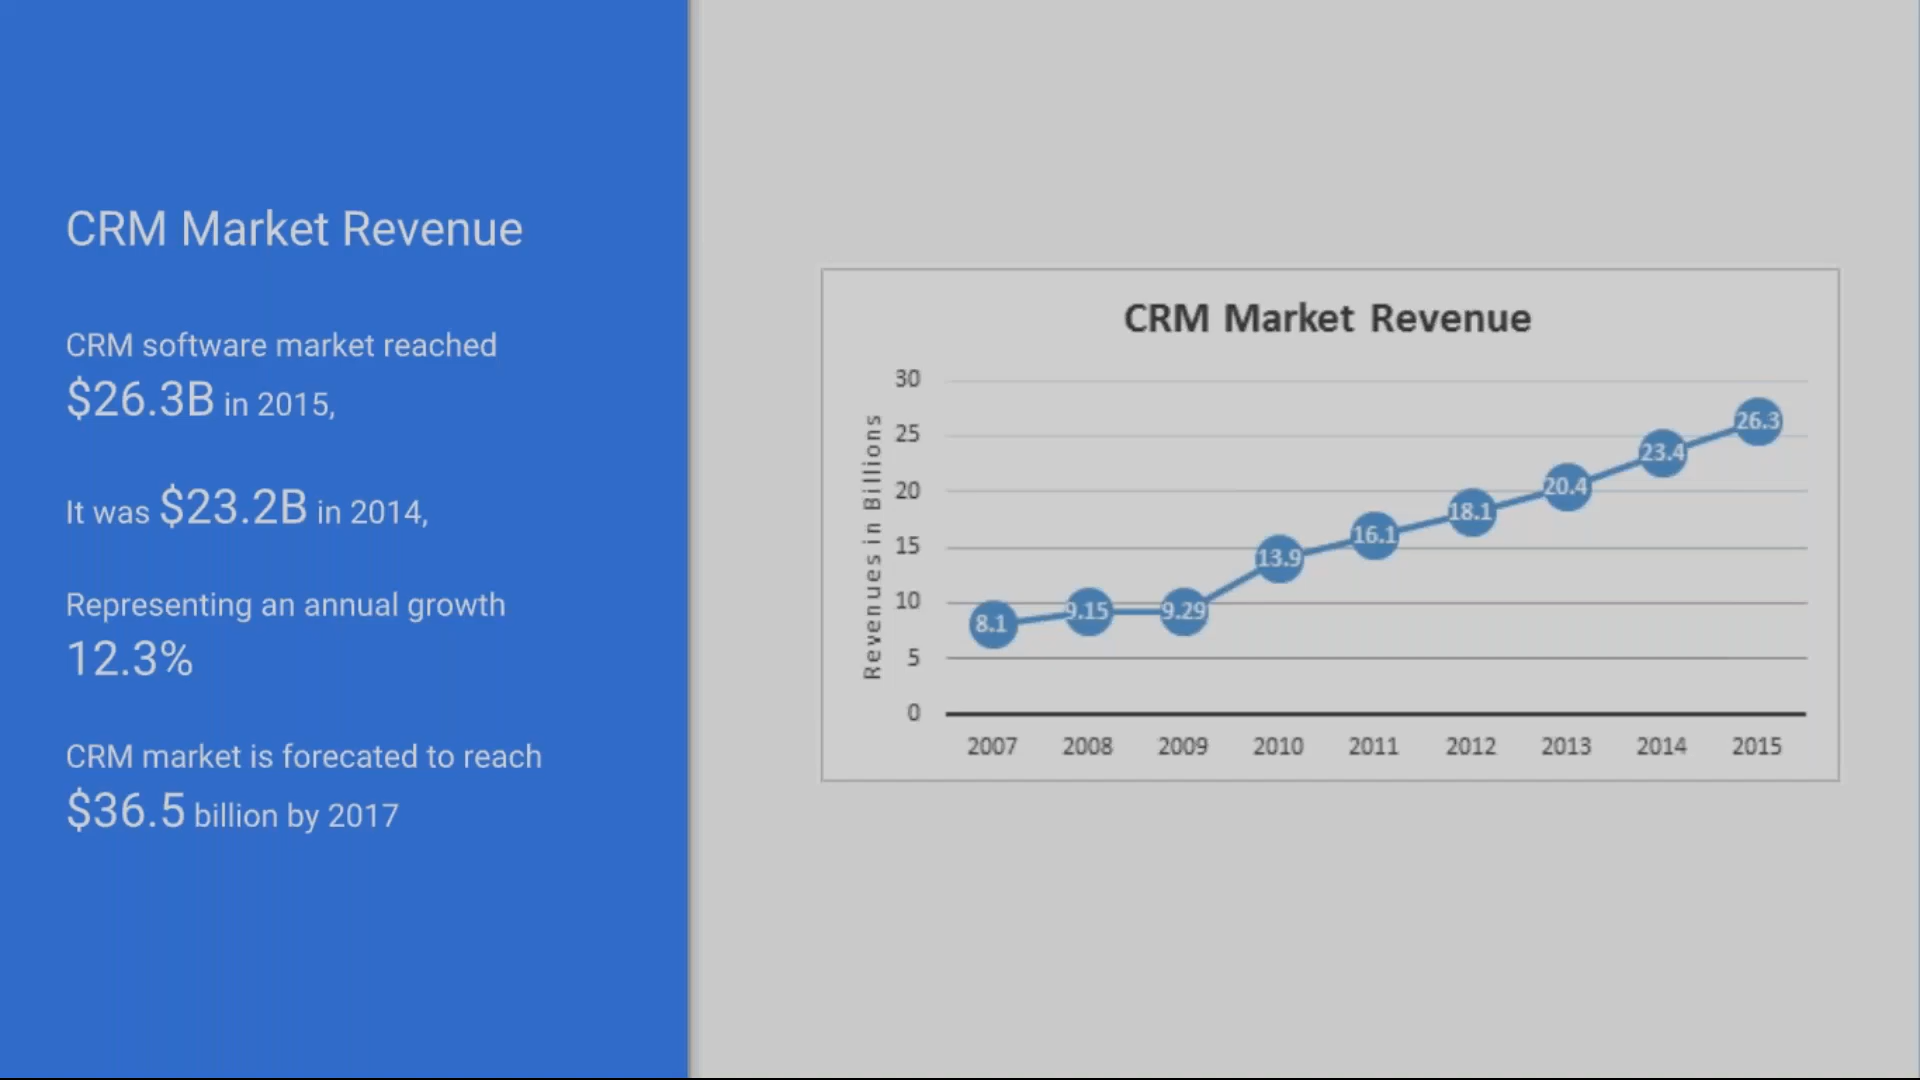 CRM Market Revenue
CRM software market reached
$26.3B in 2015,
It was $23.2B in 2014,
Representing an annual growth
12.3%
CRM market is forecated to reach
$36.5 billion by 2017
CRM Market Revenue
Revenues in Billions
30
25
20
15
10
5
0
8.1
9.15
9.29
13.9
16.1
18.1
20.4
23.4
26.3
2007 2008 2009 2010 2011 2012 2013 2014 2015